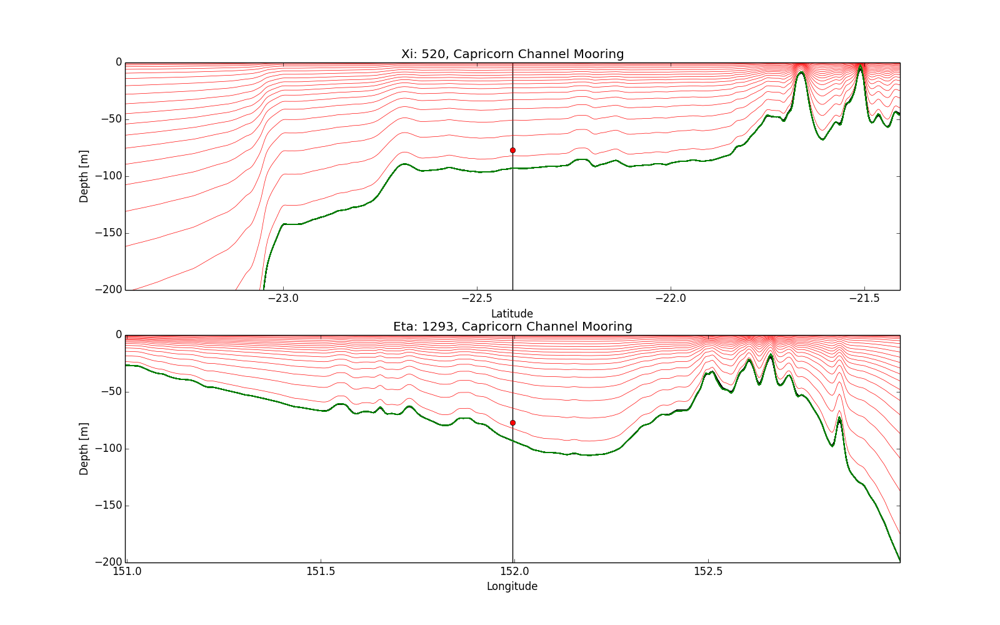 Xi: 520, Capricorn Channel Mooring
0
−50
−100
−150
−200
Depth [m]
−23.0 −22.5 −22.0 −21.5
Latitude
Eta: 1293, Capricorn Channel Mooring
0
−50
−100
−150
−200
Depth [m]
151.0 151.5 152.0 152.5
Longitude